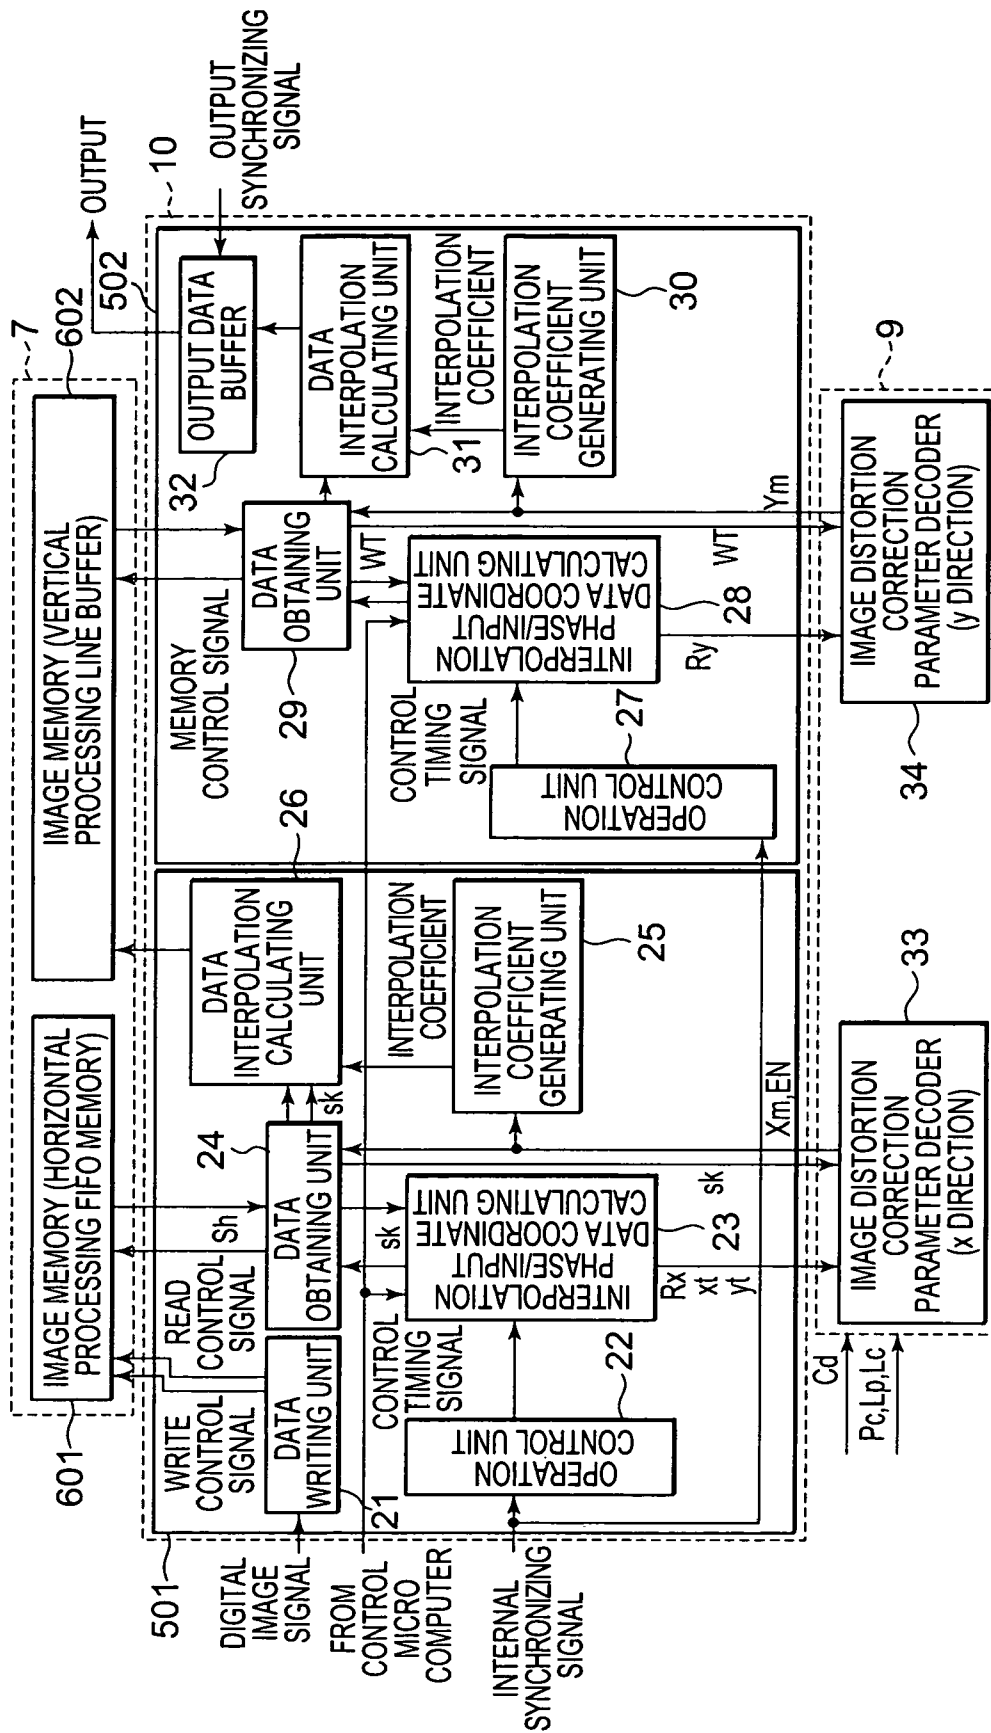 7
601
IMAGE MEMORY (HORIZONTAL
PROCESSING FIFO MEMORY)
602
IMAGE MEMORY (VERTICAL
PROCESSING LINE BUFFER)
OUTPUT
10
501
502
WRITE
CONTROL
SIGNAL
READ
CONTROL
SIGNAL
Sh
24
DATA
INTERPOLATION
CALCULATING
UNIT
26
MEMORY
CONTROL SIGNAL
OUTPUT DATA
BUFFER
32
OUTPUT
SYNCHRONIZING
SIGNAL
DIGITAL
IMAGE
SIGNAL
DATA
WRITING UNIT
21
DATA
OBTAINING UNIT
sk
29
DATA
OBTAINING
UNIT
DATA
INTERPOLATION
CALCULATING UNIT
31
FROM
CONTROL
MICRO
COMPUTER
CONTROL
TIMING
SIGNAL
sk
INTERPOLATION
COEFFICIENT
CONTROL
TIMING
SIGNAL
WT
INTERPOLATION
COEFFICIENT
INTERNAL
SYNCHRONIZING
SIGNAL
OPERATION
CONTROL UNIT
22
INTERPOLATION
PHASE/INPUT
DATA COORDINATE
CALCULATING UNIT
23
INTERPOLATION
COEFFICIENT
GENERATING UNIT
25
OPERATION
CONTROL UNIT
27
INTERPOLATION
PHASE/INPUT
DATA COORDINATE
CALCULATING UNIT
28
INTERPOLATION
COEFFICIENT
GENERATING UNIT
30
Rx
xt
yt
sk
Xm,EN
Ry
WT
Ym
Cd
Pc,Lp,Lc
IMAGE DISTORTION
CORRECTION
PARAMETER DECODER
(x DIRECTION)
33
34
IMAGE DISTORTION
CORRECTION
PARAMETER DECODER
(y DIRECTION)
9